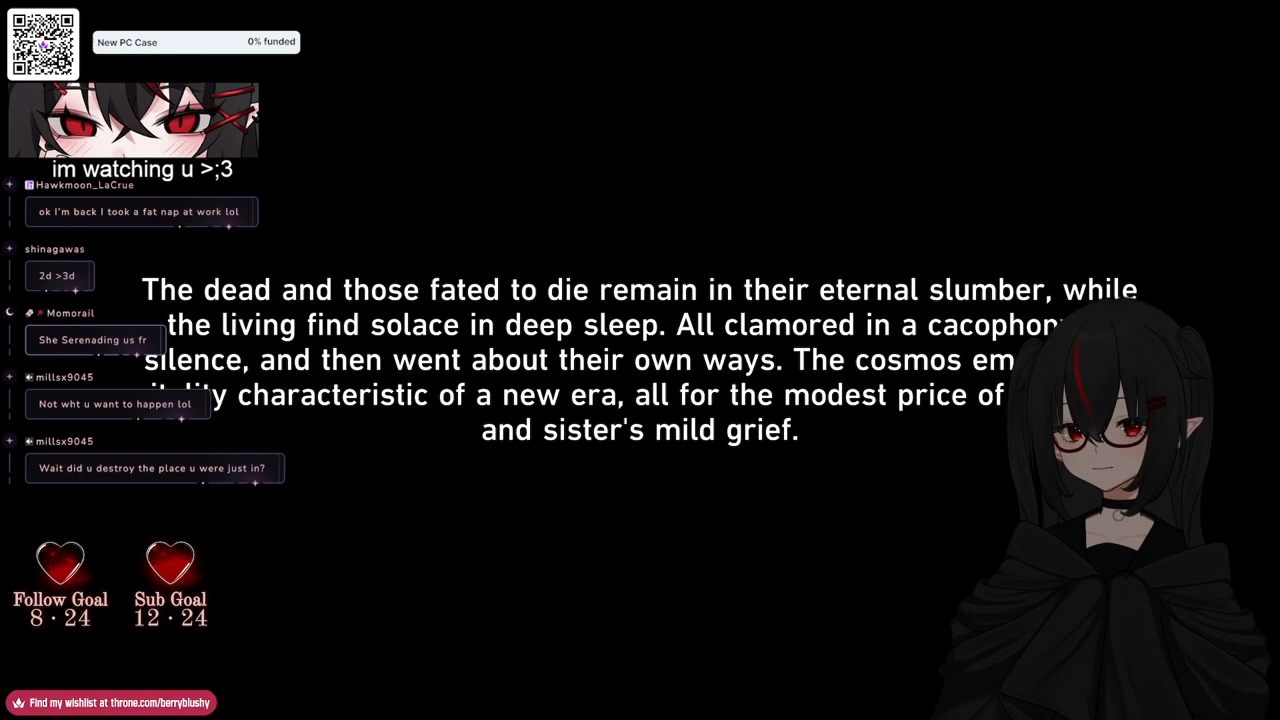 New PC Case 0% funded
im watching u >;3
Hawkmoon_LaCrue
ok I'm back I took a fat nap at work lol
shinagawas
2d >3d
Momorail
She Serenading us fr
millsx9045
Not wht u want to happen lol
millsx9045
Wait did u destroy the place u were just in?
The dead and those fated to die remain in their eternal slumber, while
the living find solace in deep sleep. All clamored in a
silence, and then went about their own ways. The cosmos
characteristic of a new era, all for the modest price of
and sister's mild grief.
Follow Goal
8 · 24
Sub Goal
12 · 24
Find my wishlist at throne.com/berryblushy